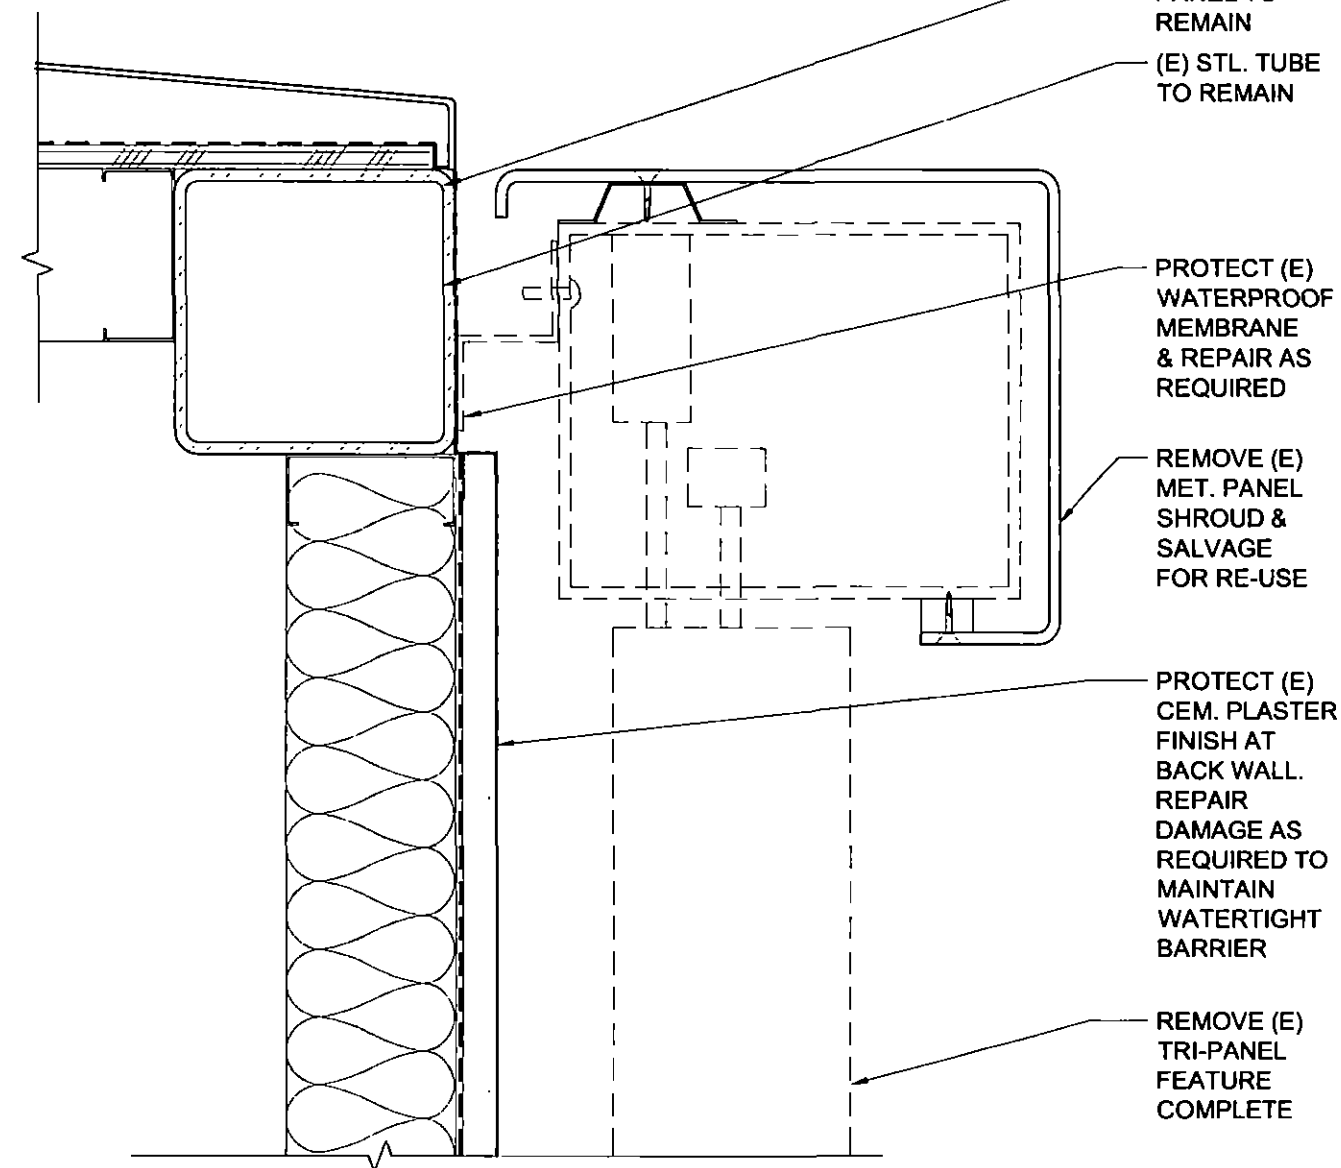 PANEL TO
REMAIN
(E) STL. TUBE
TO REMAIN
PROTECT (E)
WATERPROOF
MEMBRANE
& REPAIR AS
REQUIRED
REMOVE (E)
MET. PANEL
SHROUD &
SALVAGE
FOR RE-USE
PROTECT (E)
CEM. PLASTER
FINISH AT
BACK WALL.
REPAIR
DAMAGE AS
REQUIRED TO
MAINTAIN
WATERTIGHT
BARRIER
REMOVE (E)
TRI-PANEL
FEATURE
COMPLETE